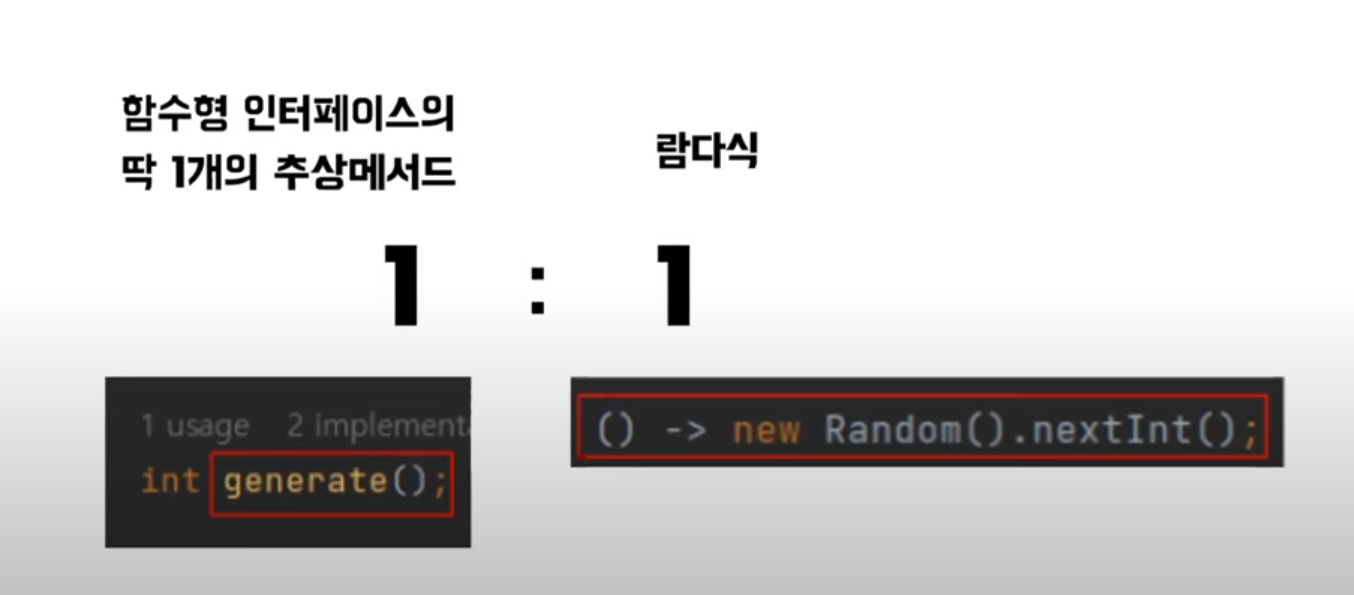 함수형 인터페이스의
딱 1개의 추상메서드
람다식
1 : 1
1 usage 2 implement
int generate();
() -> new Random().nextInt();